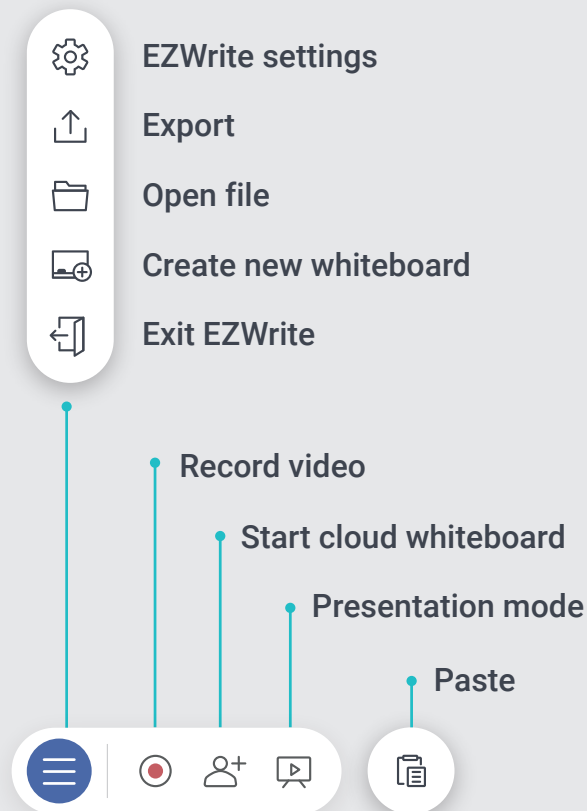 EZWrite settings
Export
Open file
Create new whiteboard
Exit EZWrite
Record video
Start cloud whiteboard
Presentation mode
Paste